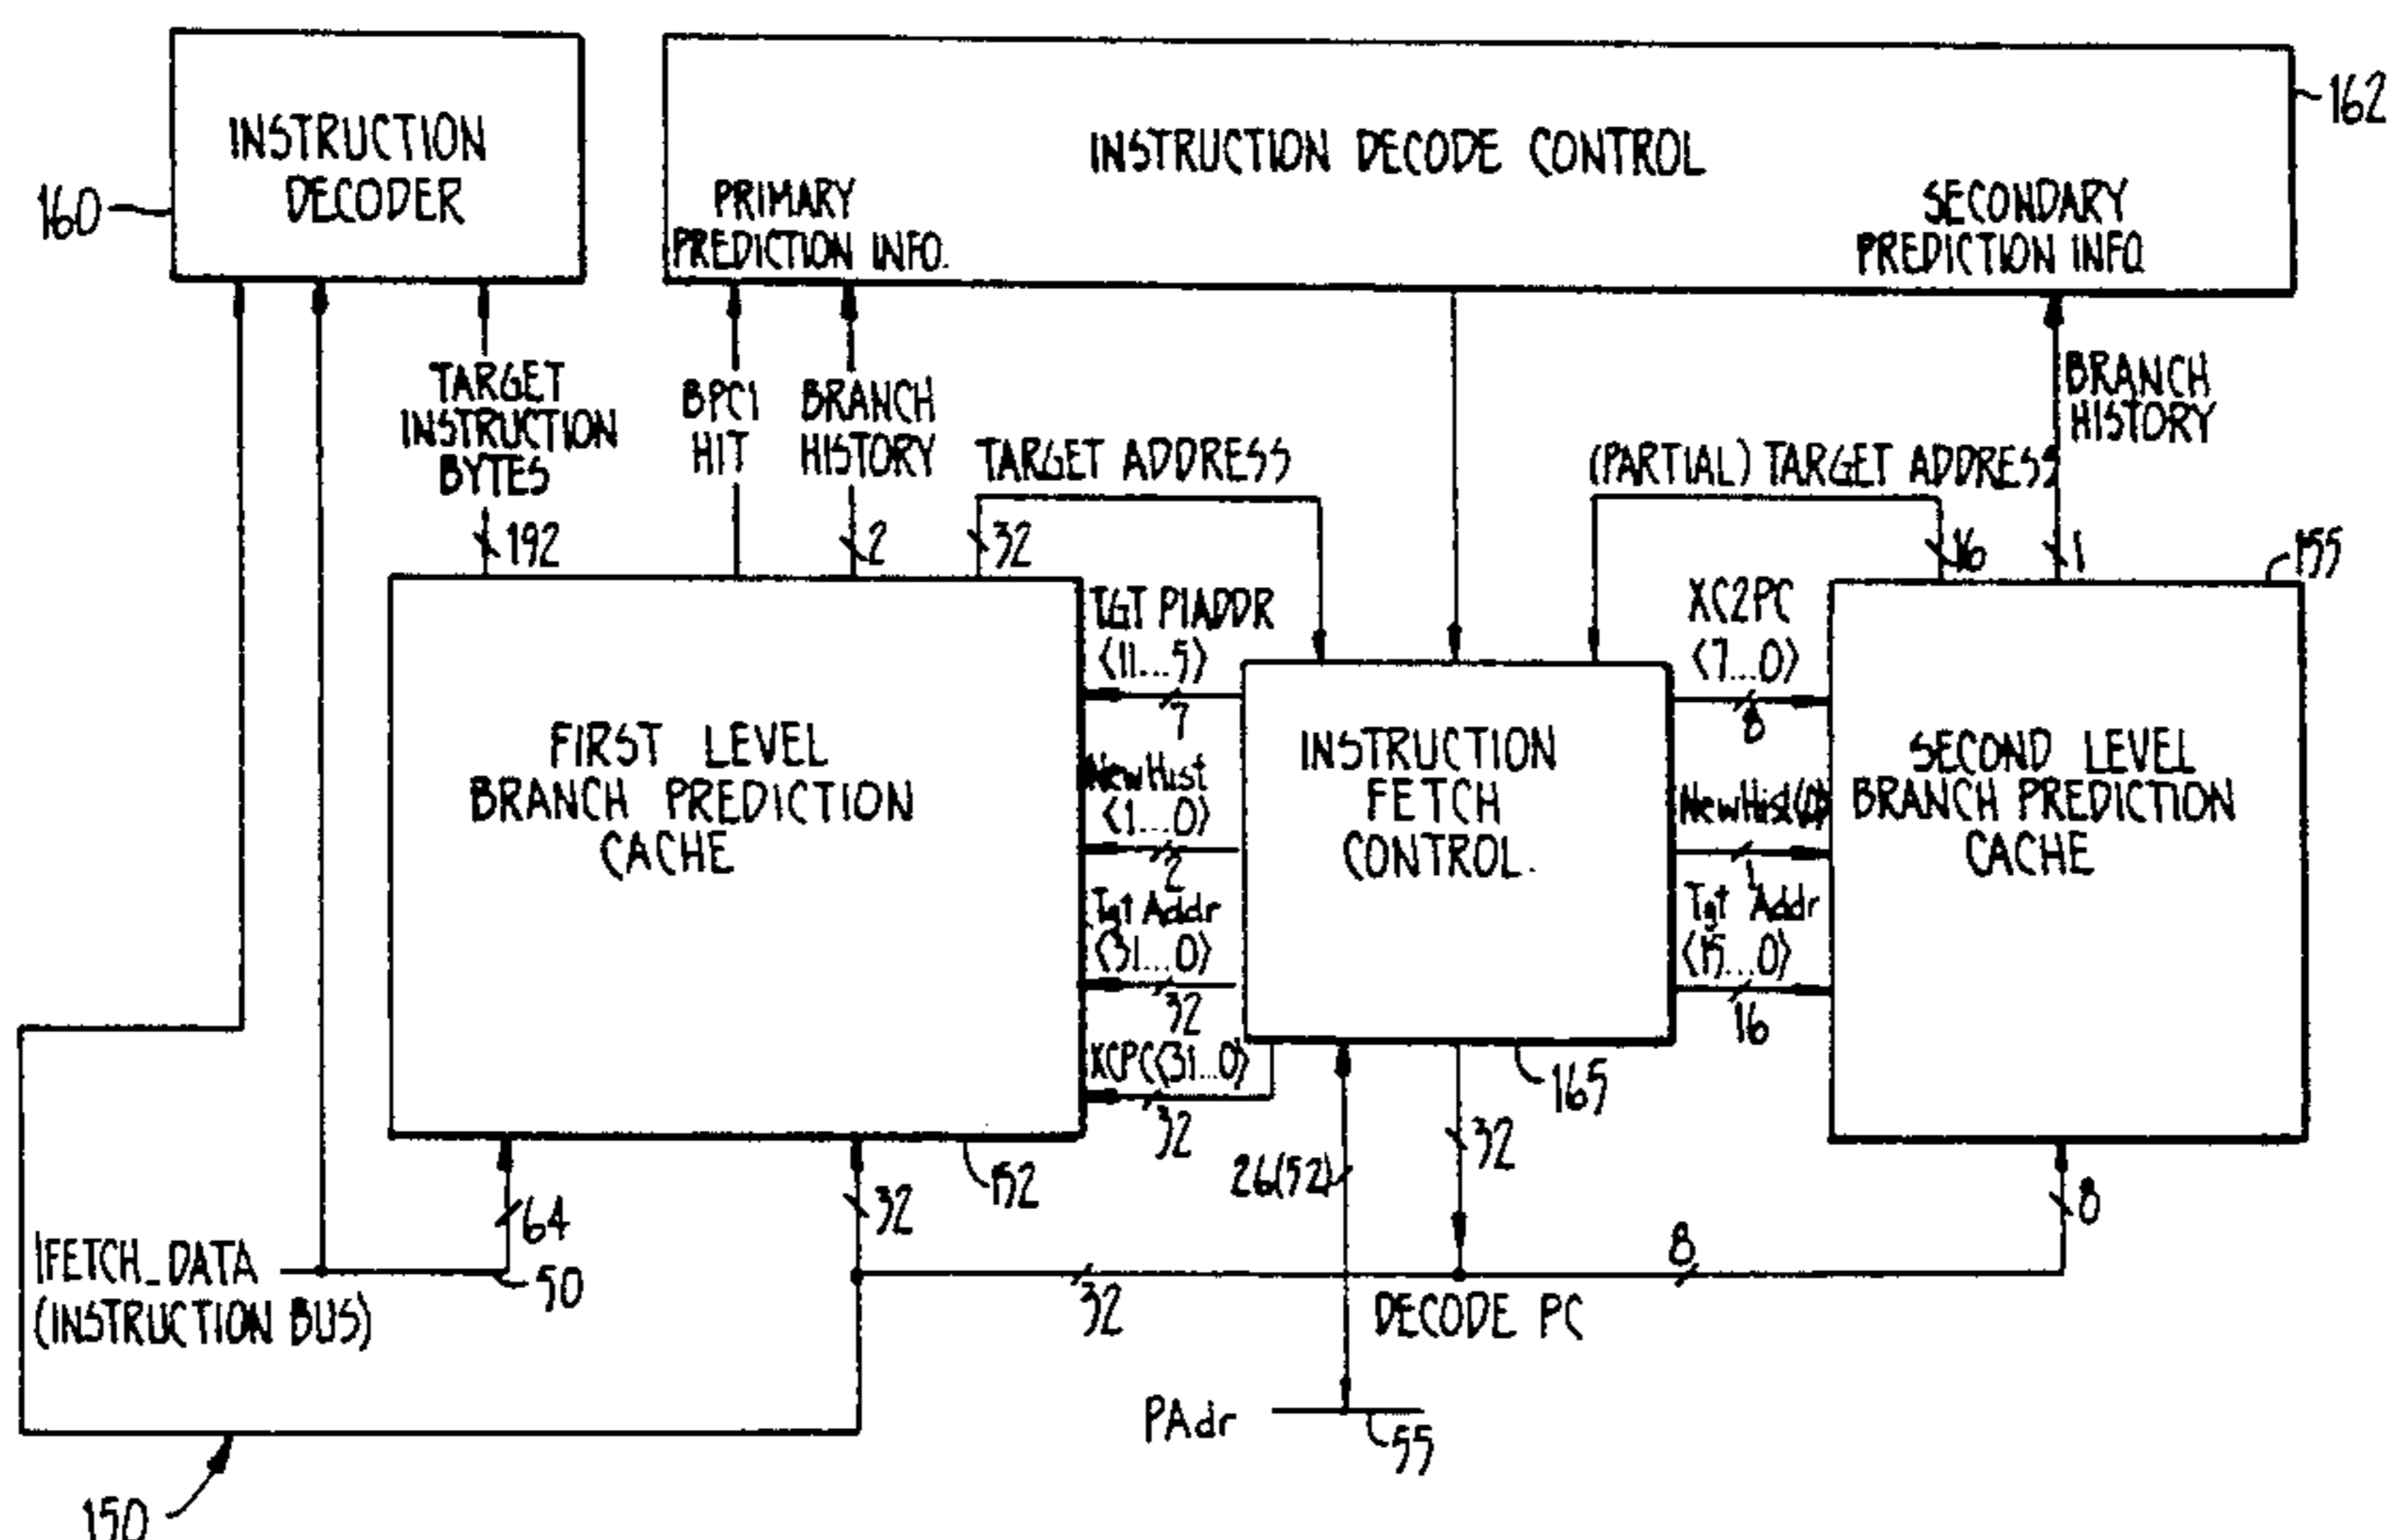 INSTRUCTION
DECODER
160
INSTRUCTION DECODE CONTROL
162
PRIMARY
PREDICTION INFO.
SECONDARY
PREDICTION INFO
TARGET
INSTRUCTION
BYTES
192
BPC1
HIT
BRANCH
HISTORY
2
TARGET ADDRESS
32
(PARTIAL) TARGET ADDRESS
16
BRANCH
HISTORY
1
155
FIRST LEVEL
BRANCH PREDICTION
CACHE
TGT PIADDR
<11...5>
7
NewHist
<1...0>
2
Tgt Addr
<31...0>
32
XCPC<31...0>
32
INSTRUCTION
FETCH
CONTROL.
165
XC2PC
<7...0>
8
NewHist(0)
1
Tgt Addr
<15...0>
16
SECOND LEVEL
BRANCH PREDICTION
CACHE
152
64
32
26(52)
32
8
IFETCH_DATA
(INSTRUCTION BUS)
50
32
DECODE PC
8
PAdr
55
150